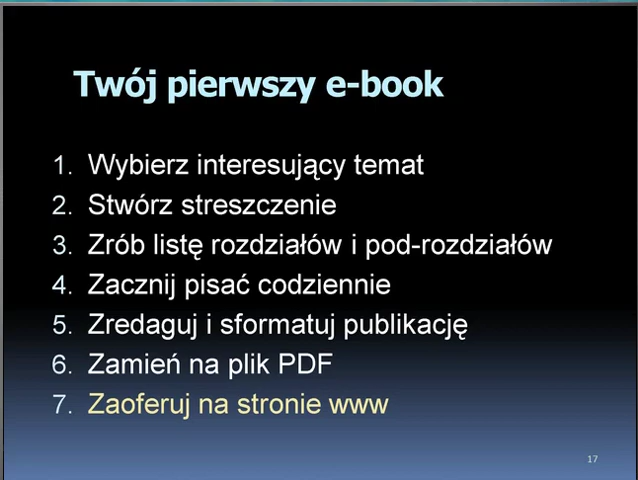 Twój pierwszy e-book
1. Wybierz interesujący temat
2. Stwórz streszczenie
3. Zrób listę rozdziałów i pod-rozdziałów
4. Zacznij pisać codziennie
5. Zredaguj i sformatuj publikację
6. Zamień na plik PDF
7. Zaoferuj na stronie www
17